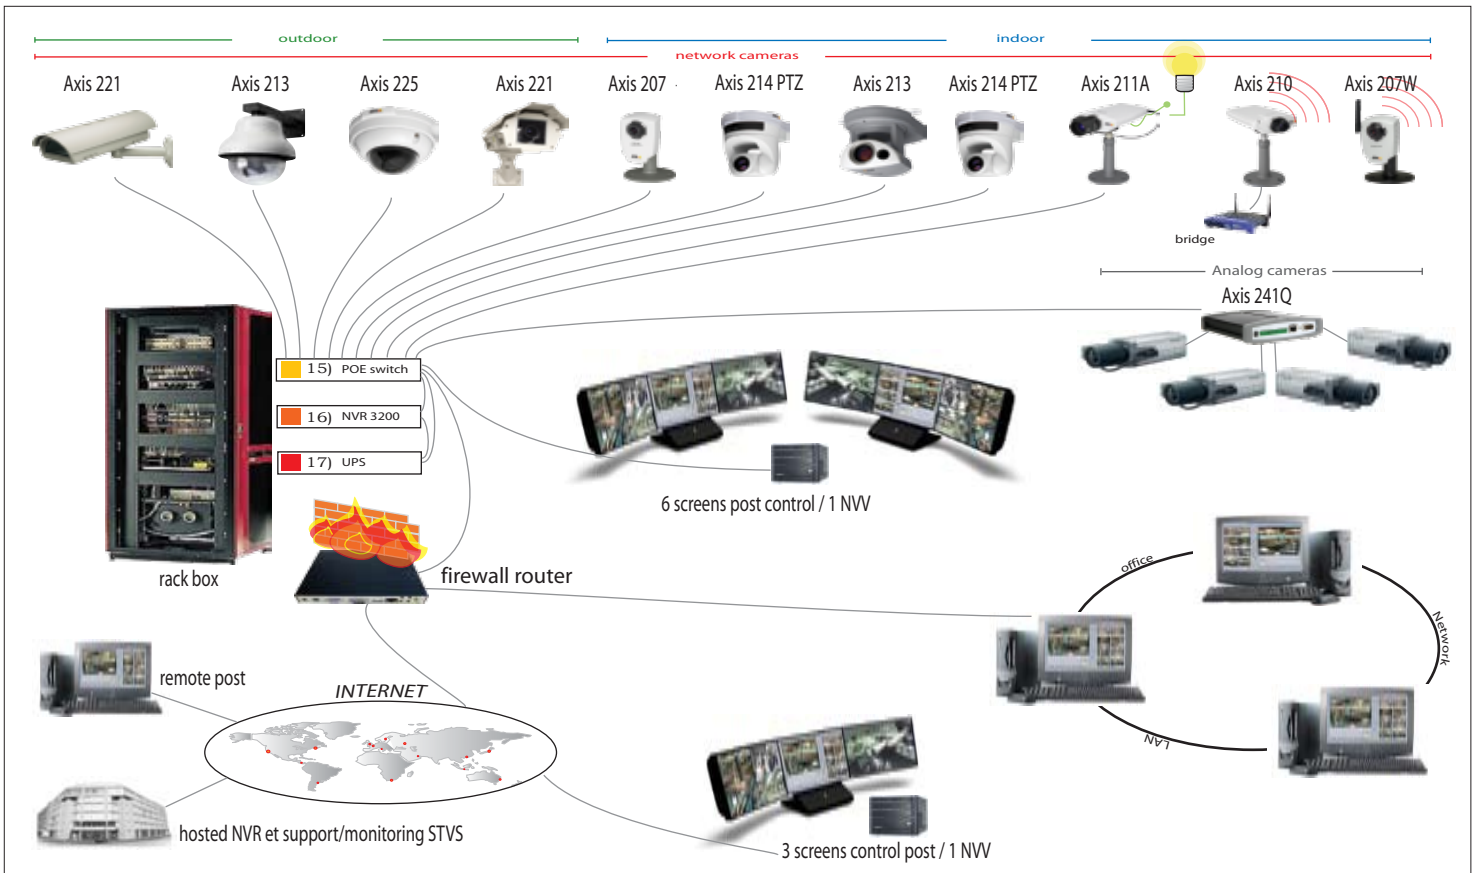 outdoor
indoor
network cameras
Axis 221
Axis 213
Axis 225
Axis 221
Axis 207
Axis 214 PTZ
Axis 213
Axis 214 PTZ
Axis 211A
Axis 210
Axis 207W
bridge
Analog cameras
Axis 241Q
15) POE switch
16) NVR 3200
17) UPS
6 screens post control / 1 NVV
rack box
firewall router
office
Network
LAN
remote post
INTERNET
hosted NVR et support/monitoring STVS
3 screens control post / 1 NVV